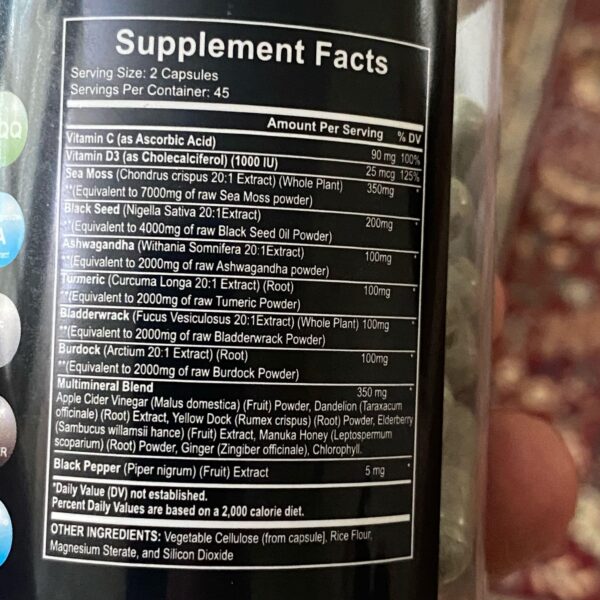 Supplement Facts
Serving Size: 2 Capsules
Servings Per Container: 45
Amount Per Serving % DV
Vitamin C (as Ascorbic Acid) 90 mg 100%
Vitamin D3 (as Cholecalciferol) (1000 IU) 25 mcg 125%
Sea Moss (Chondrus crispus 20:1 Extract) (Whole Plant) 350mg *
**(Equivalent to 7000mg of raw Sea Moss powder)
Black Seed (Nigella Sativa 20:1Extract) 200mg *
**(Equivalent to 4000mg of raw Black Seed Oil Powder)
Ashwagandha (Withania Somnifera 20:1Extract) 100mg *
**(Equivalent to 2000mg of raw Ashwagandha powder)
Turmeric (Curcuma Longa 20:1 Extract) (Root) 100mg *
**(Equivalent to 2000mg of raw Tumeric Powder)
Bladderwrack (Fucus Vesiculosus 20:1Extract) (Whole Plant) 100mg *
**(Equivalent to 2000mg of raw Bladderwrack Powder)
Burdock (Arctium 20:1 Extract) (Root) 100mg *
**(Equivalent to 2000mg of raw Burdock Powder)
Multimineral Blend 350 mg *
Apple Cider Vinegar (Malus domestica) (Fruit) Powder, Dandelion (Taraxacum
officinale) (Root) Extract, Yellow Dock (Rumex crispus) (Root) Powder, Elderberry
(Sambucus willamsii hance) (Fruit) Extract, Manuka Honey (Leptospermum
scoparium) (Root) Powder, Ginger (Zingiber officinale), Chlorophyll.
Black Pepper (Piper nigrum) (Fruit) Extract 5 mg *
*Daily Value (DV) not established.
Percent Daily Values are based on a 2,000 calorie diet.
OTHER INGREDIENTS: Vegetable Cellulose (from capsule], Rice Flour,
Magnesium Sterate, and Silicon Dioxide